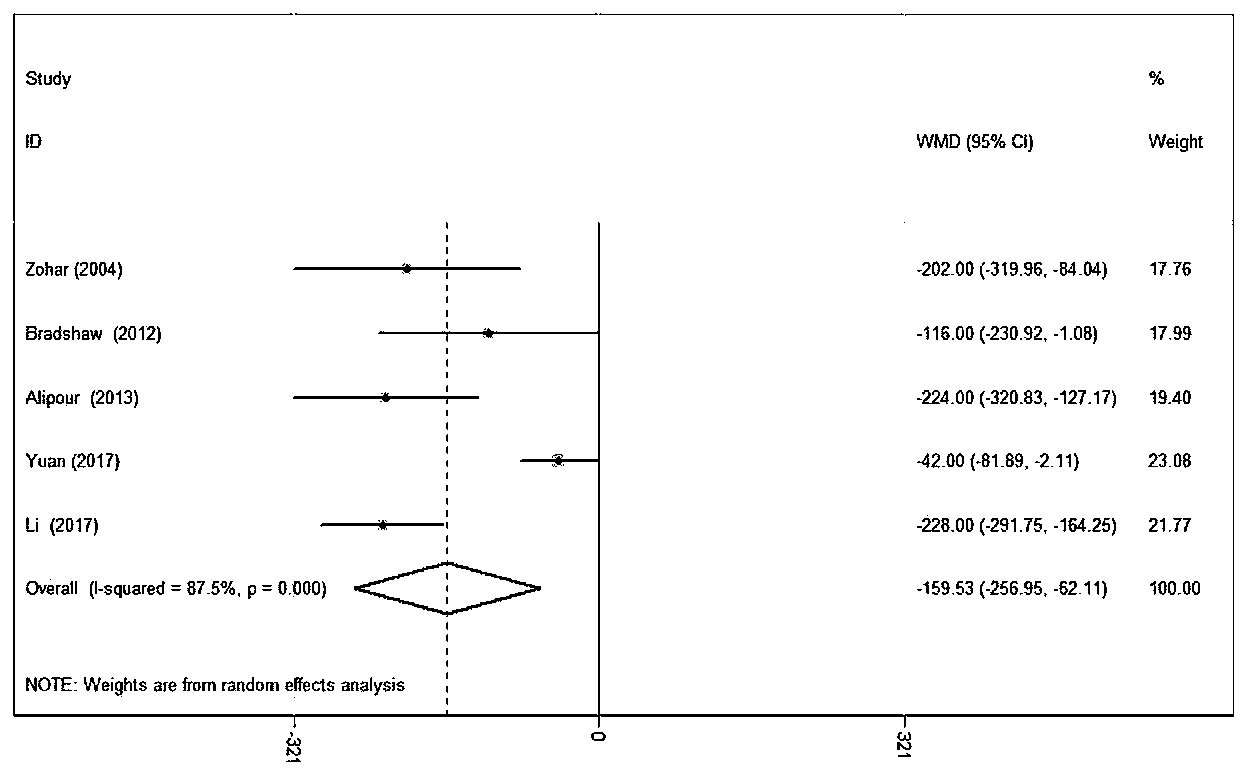 Study %
ID WMD (95% CI) Weight
Zohar (2004) -202.00 (-319.96, -84.04) 17.76
Bradshaw (2012) -116.00 (-230.92, -1.08) 17.99
Alipour (2013) -224.00 (-320.83, -127.17) 19.40
Yuan (2017) -42.00 (-81.89, -2.11) 23.08
Li (2017) -228.00 (-291.75, -164.25) 21.77
Overall (I-squared = 87.5%, p = 0.000) -159.53 (-256.95, -62.11) 100.00
NOTE: Weights are from random effects analysis
-321 0 321